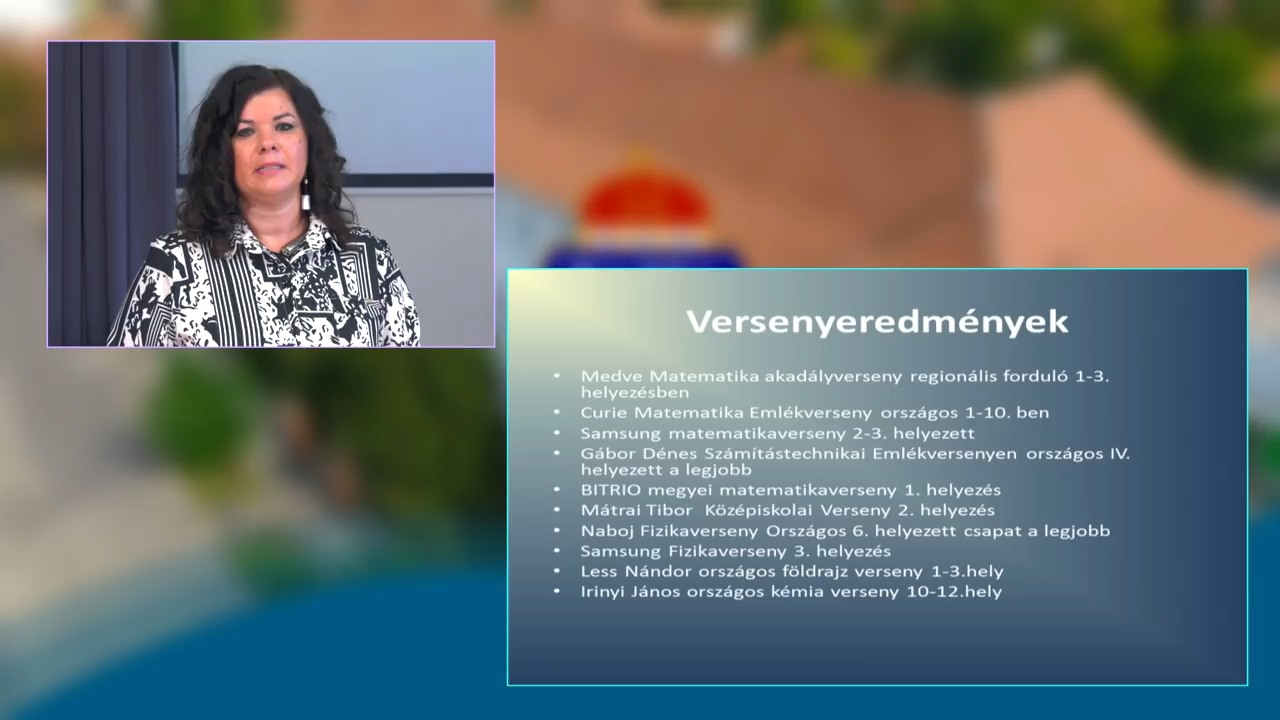 Versenyeredmények
• Medve Matematika akadályverseny regionális forduló 1-3.
helyezésben
• Curie Matematika Emlékverseny országos 1-10. ben
• Samsung matematikaverseny 2-3. helyezett
• Gábor Dénes Számítástechnikai Emlékversenyen országos IV.
helyezett a legjobb
• BITRIO megyei matematikaverseny 1. helyezés
• Mátrai Tibor Középiskolai Verseny 2. helyezés
• Naboj Fizikaverseny Országos 6. helyezett csapat a legjobb
• Samsung Fizikaverseny 3. helyezés
• Less Nándor országos földrajz verseny 1-3.hely
• Irinyi János országos kémia verseny 10-12.hely